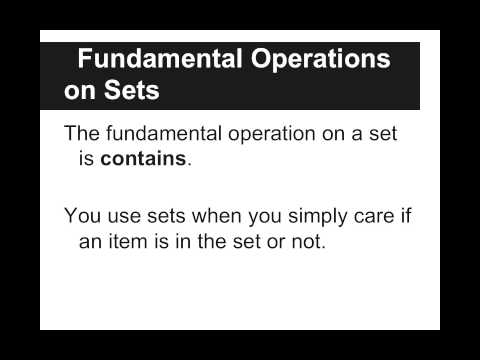 Fundamental Operations
on Sets
The fundamental operation on a set
is contains.
You use sets when you simply care if
an item is in the set or not.